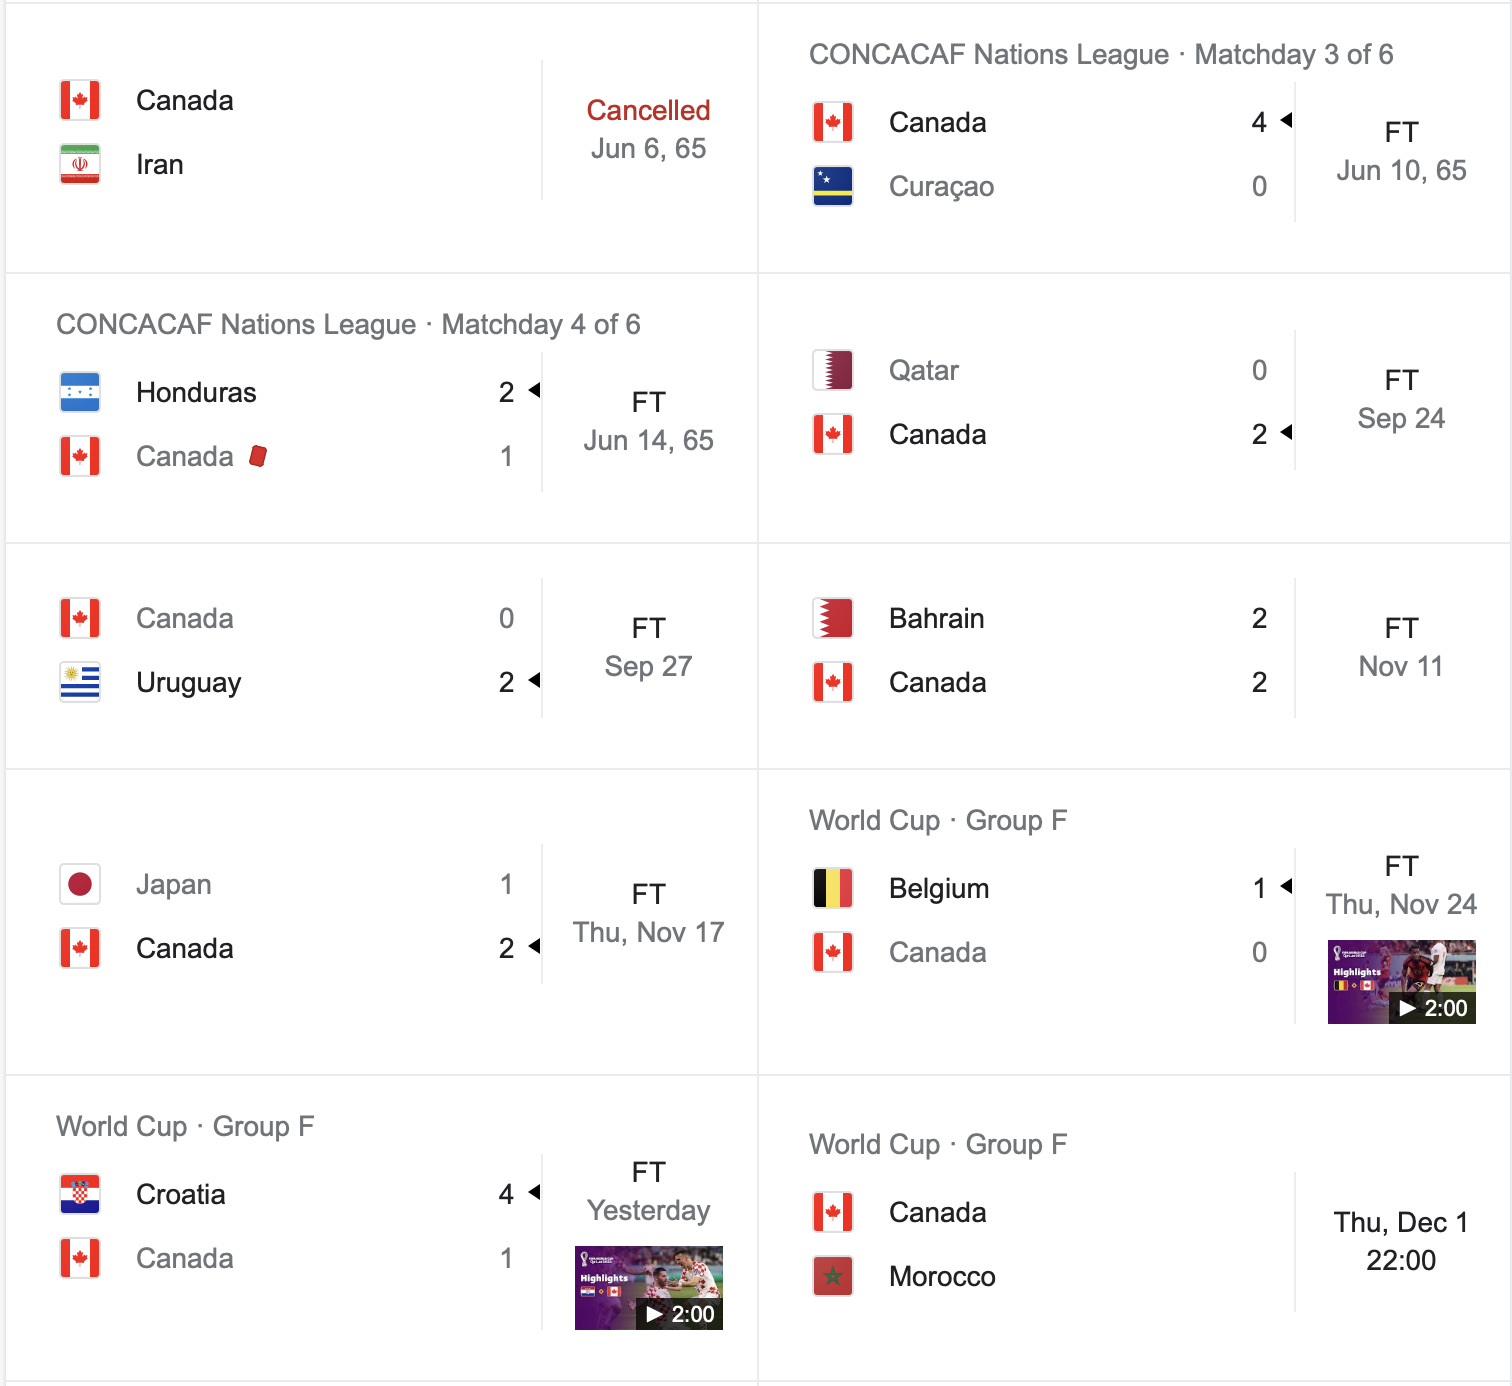 Canada
Iran
Cancelled
Jun 6, 65
CONCACAF Nations League · Matchday 3 of 6
Canada 4
Curaçao 0
FT
Jun 10, 65
CONCACAF Nations League · Matchday 4 of 6
Honduras 2
Canada 1
FT
Jun 14, 65
Qatar 0
Canada 2
FT
Sep 24
Canada 0
Uruguay 2
FT
Sep 27
Bahrain 2
Canada 2
FT
Nov 11
Japan 1
Canada 2
FT
Thu, Nov 17
World Cup · Group F
Belgium 1
Canada 0
FT
Thu, Nov 24
Highlights
2:00
World Cup · Group F
Croatia 4
Canada 1
FT
Yesterday
Highlights
2:00
World Cup · Group F
Canada
Morocco
Thu, Dec 1
22:00